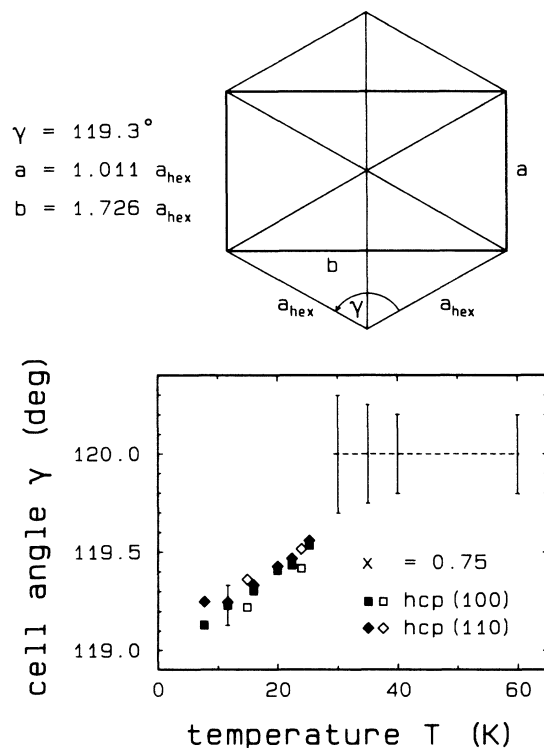 γ = 119.3°
a = 1.011 a_hex
b = 1.726 a_hex
a
b
a_hex
γ
a_hex
cell angle γ (deg)
120.0
119.5
119.0
x = 0.75
hcp(100)
hcp(110)
0
20
40
60
temperature T (K)